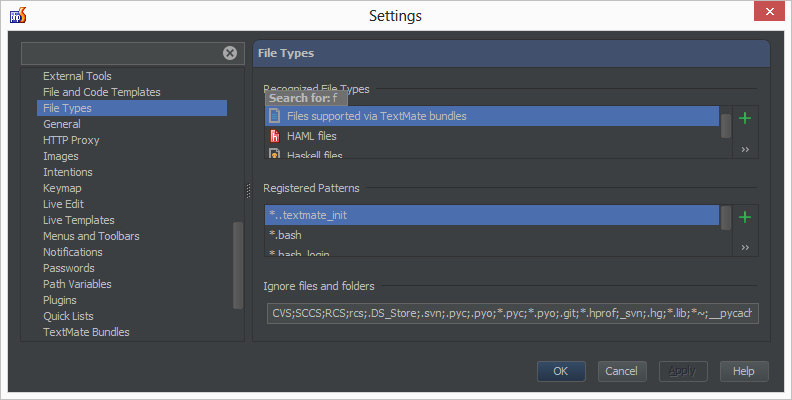 php
Settings
External Tools
File and Code Templates
File Types
General
HTTP Proxy
Images
Intentions
Keymap
Live Edit
Live Templates
Menus and Toolbars
Notifications
Passwords
Path Variables
Plugins
Quick Lists
TextMate Bundles
File Types
Recognized File Types
Search for: f
Files supported via TextMate bundles
HAML files
Haskell files
Registered Patterns
*..textmate_init
*.bash
*.bash_login
Ignore files and folders
CVS;SCCS;RCS;rcs;.DS_Store;.svn;.pyc;.pyo;*.pyc;*.pyo;.git;*.hprof;_svn;.hg;*.lib;*~;__pycach
OK
Cancel
Apply
Help